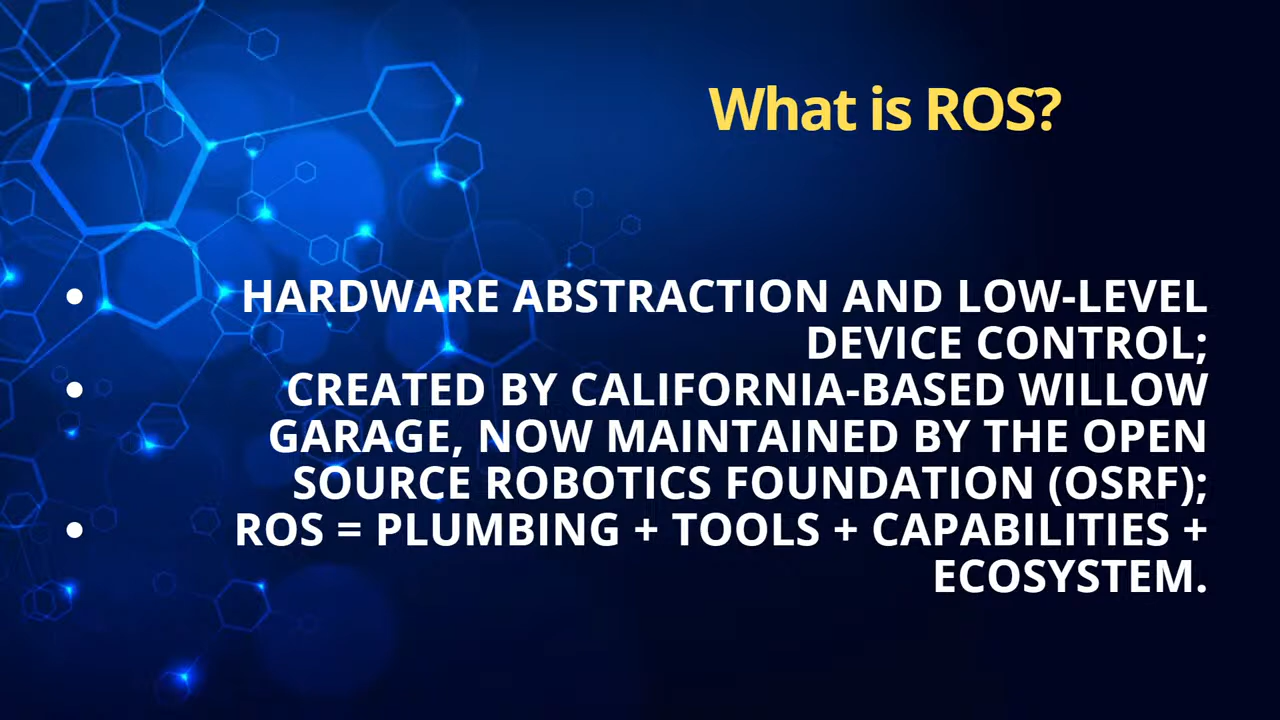 What is ROS?
• HARDWARE ABSTRACTION AND LOW-LEVEL
DEVICE CONTROL;
• CREATED BY CALIFORNIA-BASED WILLOW
GARAGE, NOW MAINTAINED BY THE OPEN
SOURCE ROBOTICS FOUNDATION (OSRF);
• ROS = PLUMBING + TOOLS + CAPABILITIES +
ECOSYSTEM.